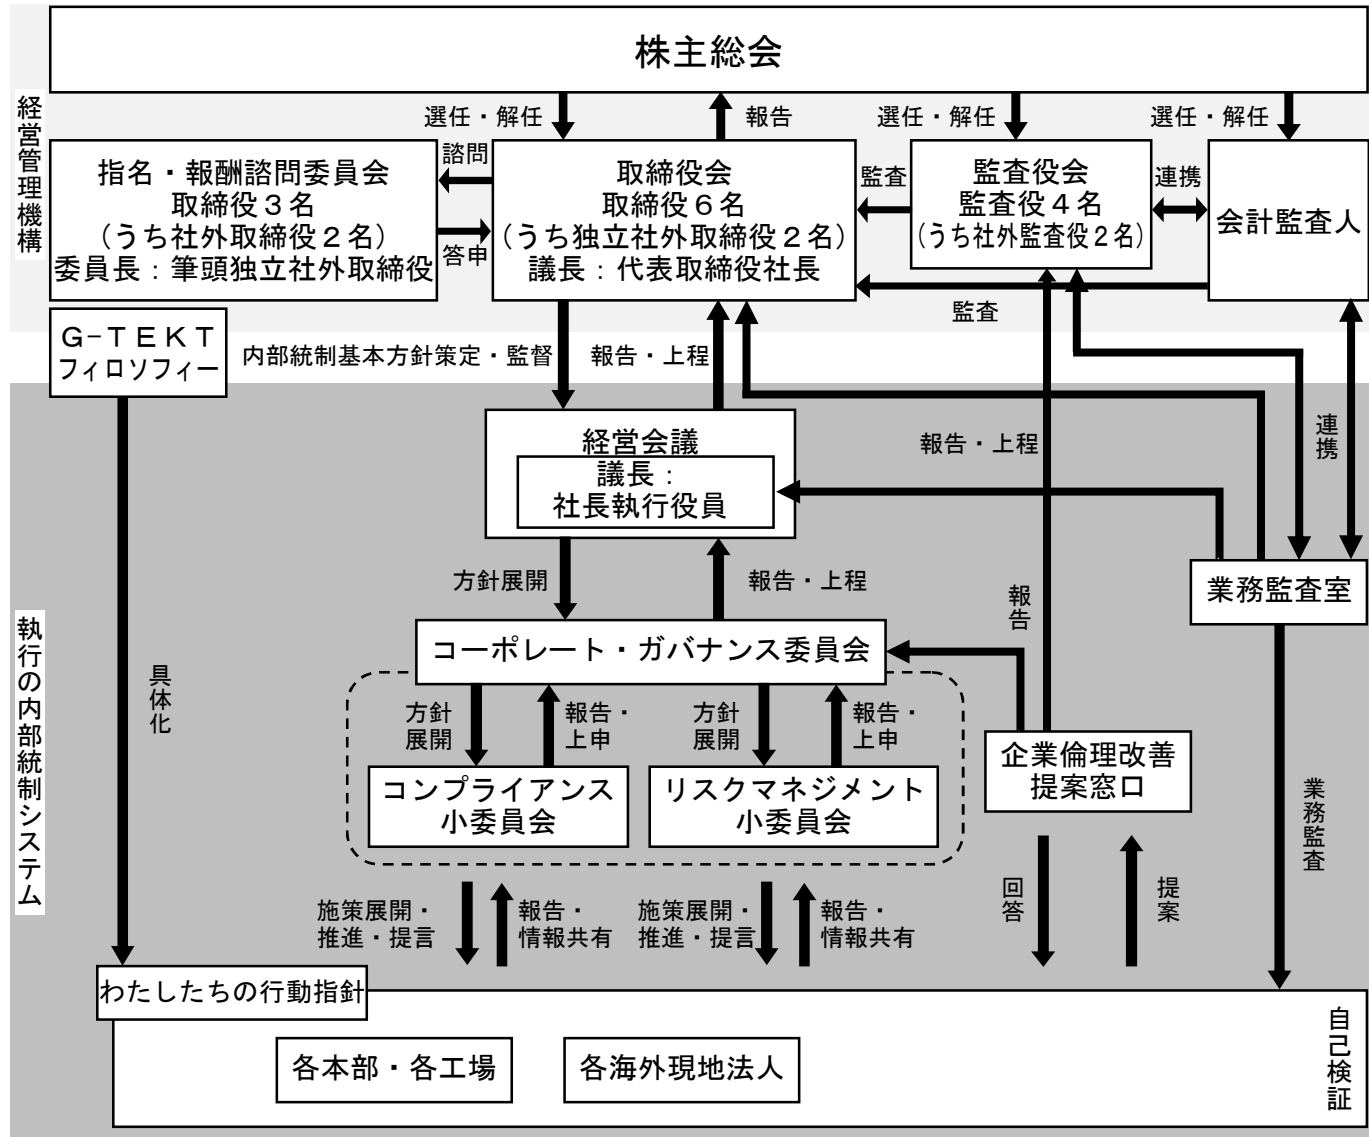 株主総会
経営管理機構
選任・解任
報告
選任・解任
選任・解任
指名・報酬諮問委員会
取締役３名
（うち社外取締役２名）
委員長：筆頭独立社外取締役
諮問
答申
取締役会
取締役６名
（うち独立社外取締役２名）
議長：代表取締役社長
監査
監査役会
監査役４名
（うち社外監査役２名）
連携
会計監査人
監査
Ｇ−ＴＥＫＴ
フィロソフィー
内部統制基本方針策定・監督
報告・上程
経営会議
議長：
社長執行役員
報告・上程
連携
方針展開
報告・上程
報告
業務監査室
執行の内部統制システム
具体化
コーポレート・ガバナンス委員会
方針
展開
報告・
上申
方針
展開
報告・
上申
コンプライアンス
小委員会
リスクマネジメント
小委員会
企業倫理改善
提案窓口
業務監査
施策展開・
推進・提言
報告・
情報共有
施策展開・
推進・提言
報告・
情報共有
回答
提案
わたしたちの行動指針
各本部・各工場
各海外現地法人
自己検証